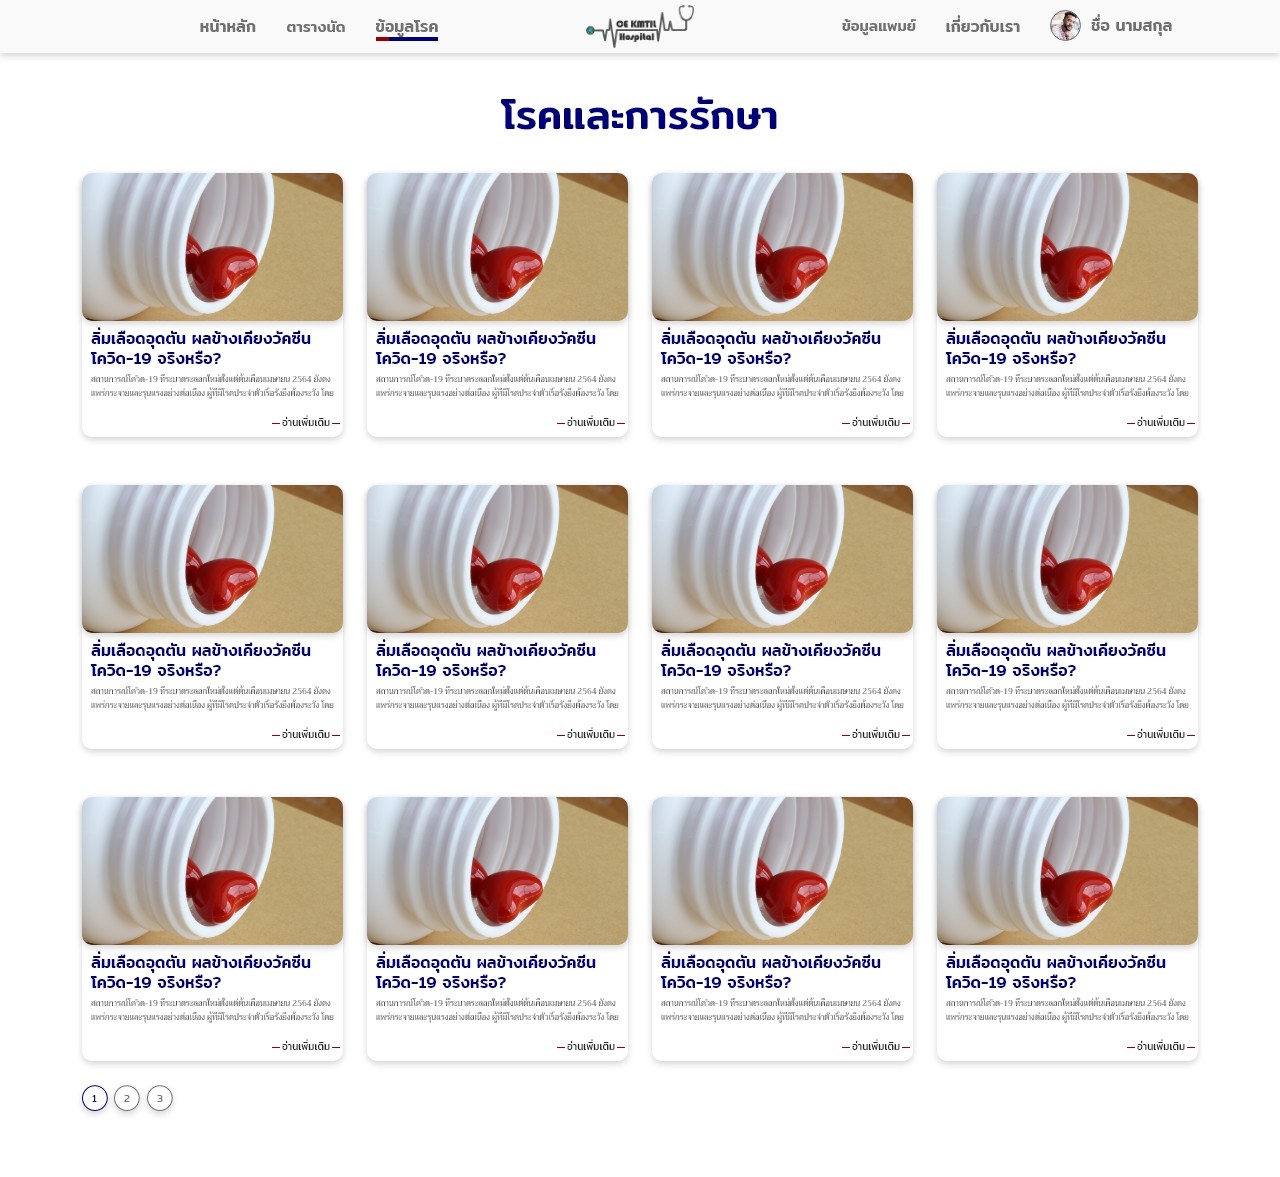 หน้าหลัก ตารางนัด ข้อมูลโรค OE KMTIL Hospital ข้อมูลแพมย์ เกี่ยวกับเรา ชื่อ นามสกุล
โรคและการรักษา
ลิ่มเลือดอุดตัน ผลข้างเคียงวัคซีน ลิ่มเลือดอุดตัน ผลข้างเคียงวัคซีน ลิ่มเลือดอุดตัน ผลข้างเคียงวัคซีน ลิ่มเลือดอุดตัน ผลข้างเคียงวัคซีน
โควิด-19 จริงหรือ? โควิด-19 จริงหรือ? โควิด-19 จริงหรือ? โควิด-19 จริงหรือ?
สถานการณ์โควิด-19 ที่ระบาดระลอกใหม่ตั้งแต่ต้นเดือนเมษายน 2564 ยังคง สถานการณ์โควิด-19 ที่ระบาดระลอกใหม่ตั้งแต่ต้นเดือนเมษายน 2564 ยังคง สถานการณ์โควิด-19 ที่ระบาดระลอกใหม่ตั้งแต่ต้นเดือนเมษายน 2564 ยังคง สถานการณ์โควิด-19 ที่ระบาดระลอกใหม่ตั้งแต่ต้นเดือนเมษายน 2564 ยังคง
แพร่กระจายและรุนแรงอย่างต่อเนื่อง ผู้ที่มีโรคประจำตัวเรื้อรังยิ่งต้องระวัง โดย แพร่กระจายและรุนแรงอย่างต่อเนื่อง ผู้ที่มีโรคประจำตัวเรื้อรังยิ่งต้องระวัง โดย แพร่กระจายและรุนแรงอย่างต่อเนื่อง ผู้ที่มีโรคประจำตัวเรื้อรังยิ่งต้องระวัง โดย แพร่กระจายและรุนแรงอย่างต่อเนื่อง ผู้ที่มีโรคประจำตัวเรื้อรังยิ่งต้องระวัง โดย
อ่านเพิ่มเติม อ่านเพิ่มเติม อ่านเพิ่มเติม อ่านเพิ่มเติม
ลิ่มเลือดอุดตัน ผลข้างเคียงวัคซีน ลิ่มเลือดอุดตัน ผลข้างเคียงวัคซีน ลิ่มเลือดอุดตัน ผลข้างเคียงวัคซีน ลิ่มเลือดอุดตัน ผลข้างเคียงวัคซีน
โควิด-19 จริงหรือ? โควิด-19 จริงหรือ? โควิด-19 จริงหรือ? โควิด-19 จริงหรือ?
สถานการณ์โควิด-19 ที่ระบาดระลอกใหม่ตั้งแต่ต้นเดือนเมษายน 2564 ยังคง สถานการณ์โควิด-19 ที่ระบาดระลอกใหม่ตั้งแต่ต้นเดือนเมษายน 2564 ยังคง สถานการณ์โควิด-19 ที่ระบาดระลอกใหม่ตั้งแต่ต้นเดือนเมษายน 2564 ยังคง สถานการณ์โควิด-19 ที่ระบาดระลอกใหม่ตั้งแต่ต้นเดือนเมษายน 2564 ยังคง
แพร่กระจายและรุนแรงอย่างต่อเนื่อง ผู้ที่มีโรคประจำตัวเรื้อรังยิ่งต้องระวัง โดย แพร่กระจายและรุนแรงอย่างต่อเนื่อง ผู้ที่มีโรคประจำตัวเรื้อรังยิ่งต้องระวัง โดย แพร่กระจายและรุนแรงอย่างต่อเนื่อง ผู้ที่มีโรคประจำตัวเรื้อรังยิ่งต้องระวัง โดย แพร่กระจายและรุนแรงอย่างต่อเนื่อง ผู้ที่มีโรคประจำตัวเรื้อรังยิ่งต้องระวัง โดย
อ่านเพิ่มเติม อ่านเพิ่มเติม อ่านเพิ่มเติม อ่านเพิ่มเติม
ลิ่มเลือดอุดตัน ผลข้างเคียงวัคซีน ลิ่มเลือดอุดตัน ผลข้างเคียงวัคซีน ลิ่มเลือดอุดตัน ผลข้างเคียงวัคซีน ลิ่มเลือดอุดตัน ผลข้างเคียงวัคซีน
โควิด-19 จริงหรือ? โควิด-19 จริงหรือ? โควิด-19 จริงหรือ? โควิด-19 จริงหรือ?
สถานการณ์โควิด-19 ที่ระบาดระลอกใหม่ตั้งแต่ต้นเดือนเมษายน 2564 ยังคง สถานการณ์โควิด-19 ที่ระบาดระลอกใหม่ตั้งแต่ต้นเดือนเมษายน 2564 ยังคง สถานการณ์โควิด-19 ที่ระบาดระลอกใหม่ตั้งแต่ต้นเดือนเมษายน 2564 ยังคง สถานการณ์โควิด-19 ที่ระบาดระลอกใหม่ตั้งแต่ต้นเดือนเมษายน 2564 ยังคง
แพร่กระจายและรุนแรงอย่างต่อเนื่อง ผู้ที่มีโรคประจำตัวเรื้อรังยิ่งต้องระวัง โดย แพร่กระจายและรุนแรงอย่างต่อเนื่อง ผู้ที่มีโรคประจำตัวเรื้อรังยิ่งต้องระวัง โดย แพร่กระจายและรุนแรงอย่างต่อเนื่อง ผู้ที่มีโรคประจำตัวเรื้อรังยิ่งต้องระวัง โดย แพร่กระจายและรุนแรงอย่างต่อเนื่อง ผู้ที่มีโรคประจำตัวเรื้อรังยิ่งต้องระวัง โดย
อ่านเพิ่มเติม อ่านเพิ่มเติม อ่านเพิ่มเติม อ่านเพิ่มเติม
1 2 3